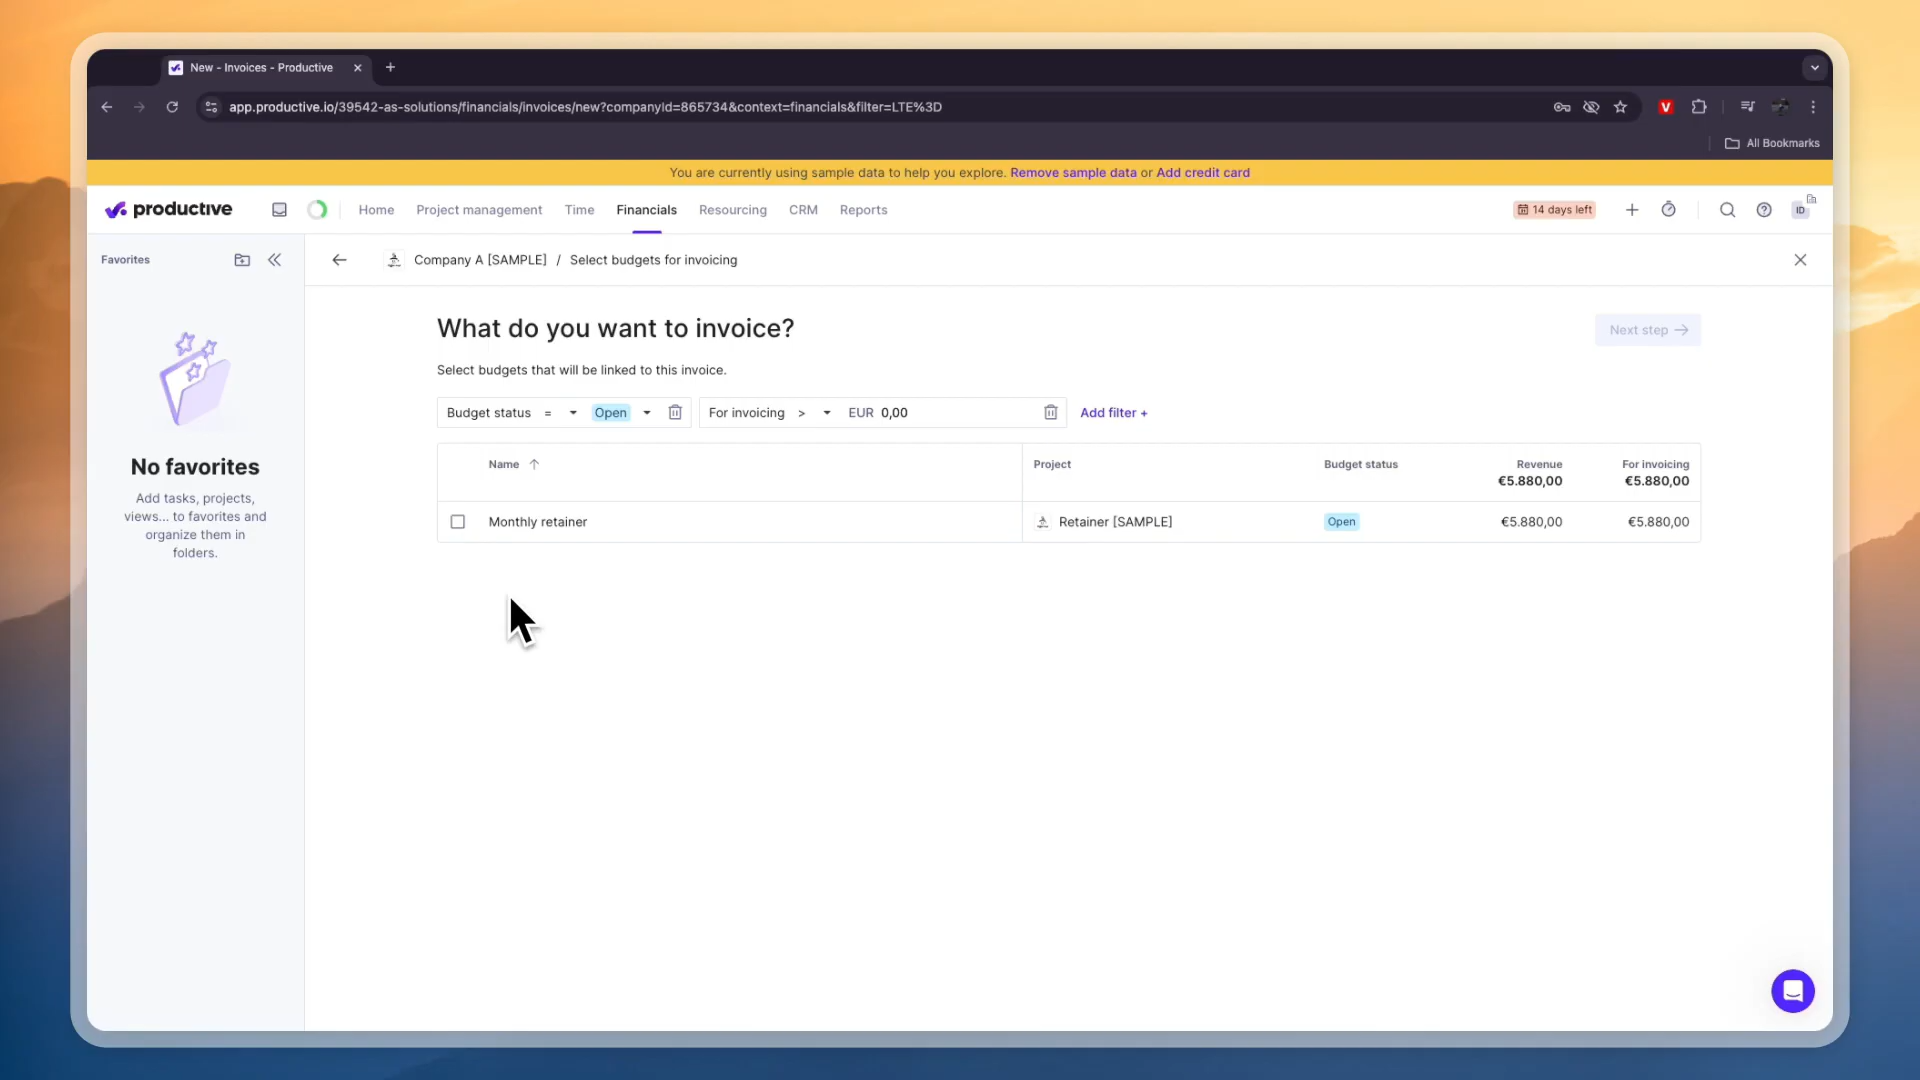 New - Invoices - Productive
app.productive.io/39542-as-solutions/financials/invoices/new?companyId=865734&context=financials&filter=LTE%3D
V
All Bookmarks
You are currently using sample data to help you explore. Remove sample data or Add credit card
productive
Home
Project management
Time
Financials
Resourcing
CRM
Reports
14 days left
ID
Favorites
Company A [SAMPLE] / Select budgets for invoicing
What do you want to invoice?
Next step →
Select budgets that will be linked to this invoice.
Budget status = Open
For invoicing > EUR 0,00
Add filter +
Name ↑
Project
Budget status
Revenue
€5.880,00
For invoicing
€5.880,00
Monthly retainer
Retainer [SAMPLE]
Open
€5.880,00
€5.880,00
No favorites
Add tasks, projects,
views... to favorites and
organize them in
folders.